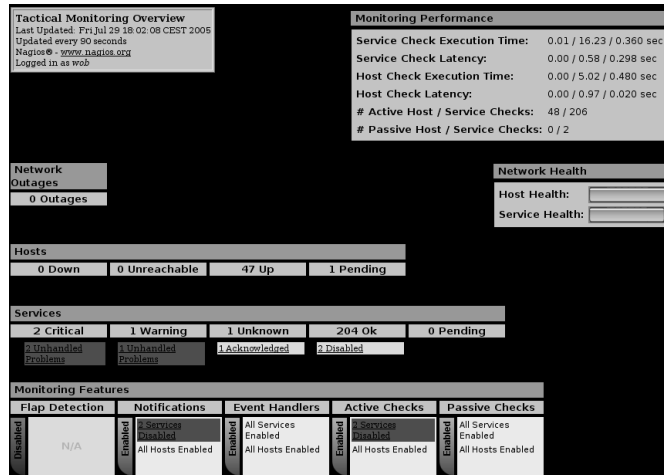 Tactical Monitoring Overview
Last Updated: Fri Jul 29 18:02:08 CEST 2005
Updated every 90 seconds
Nagios® - www.nagios.org
Logged in as wob
Monitoring Performance
Service Check Execution Time: 0.01 / 16.23 / 0.360 sec
Service Check Latency: 0.00 / 0.58 / 0.298 sec
Host Check Execution Time: 0.00 / 5.02 / 0.480 sec
Host Check Latency: 0.00 / 0.97 / 0.020 sec
# Active Host / Service Checks: 48 / 206
# Passive Host / Service Checks: 0 / 2
Network
Outages
0 Outages
Network Health
Host Health:
Service Health:
Hosts
0 Down 0 Unreachable 47 Up 1 Pending
Services
2 Critical 1 Warning 1 Unknown 204 Ok 0 Pending
2 Unhandled
Problems
1 Unhandled
Problems
1 Acknowledged
2 Disabled
Monitoring Features
Flap Detection Notifications Event Handlers Active Checks Passive Checks
Disabled
N/A
Enabled
2 Services
Disabled
All Hosts Enabled
Enabled
All Services
Enabled
All Hosts Enabled
Enabled
2 Services
Disabled
All Hosts Enabled
Enabled
All Services
Enabled
All Hosts Enabled